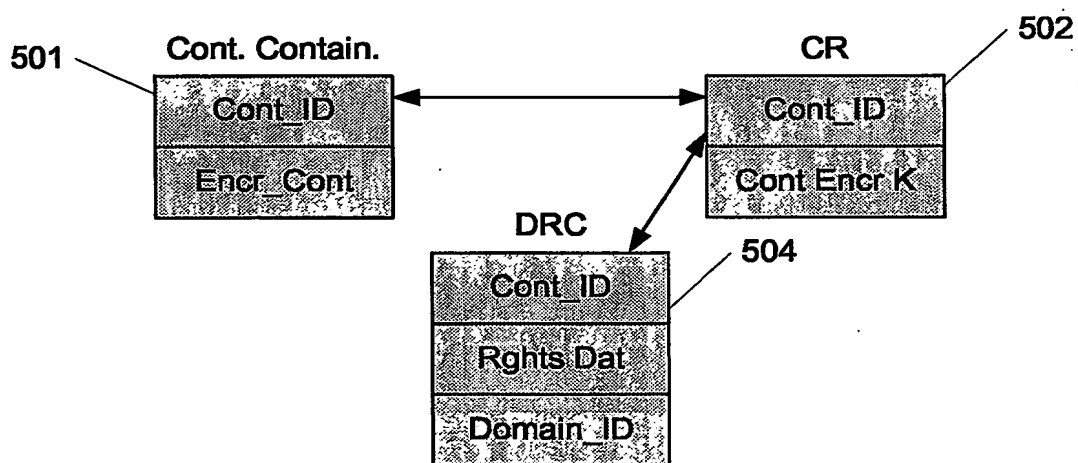 501
Cont. Contain.
CR
502
Cont_ID
Encr_Cont
Cont_ID
Cont Encr K
DRC
504
Cont_ID
Rghts Dat
Domain_ID